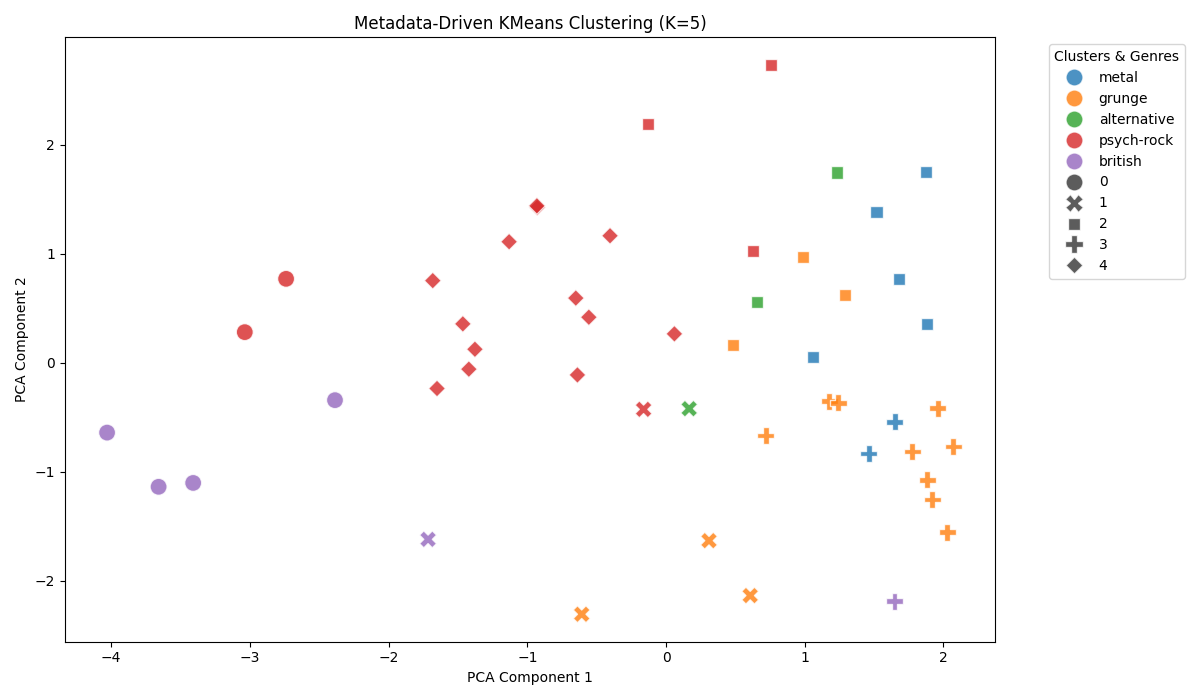 Metadata-Driven KMeans Clustering (K=5)
Clusters & Genres
metal
grunge
alternative
psych-rock
british
0
1
2
3
4
PCA Component 2
2
1
0
−1
−2
−4
−3
−2
−1
0
1
2
PCA Component 1